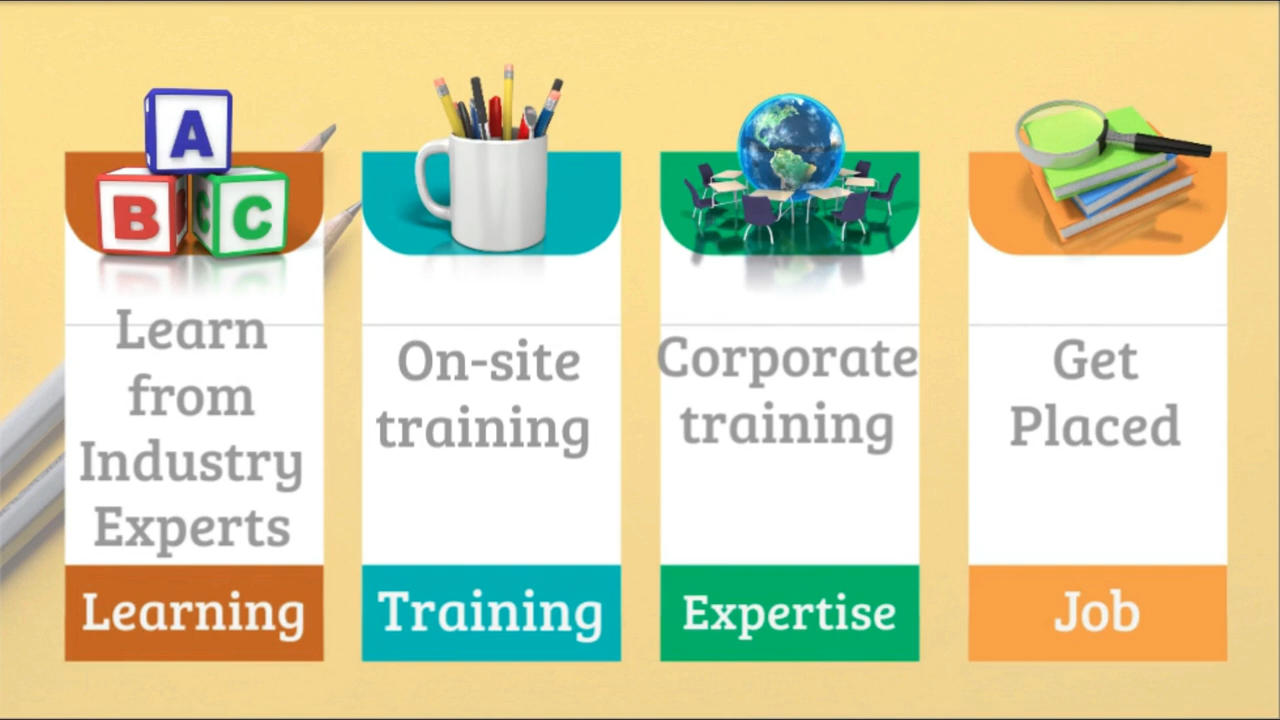 A
B
C
C
Learn
from
Industry
Experts
Learning
On-site
training
Training
Corporate
training
Expertise
Get
Placed
Job